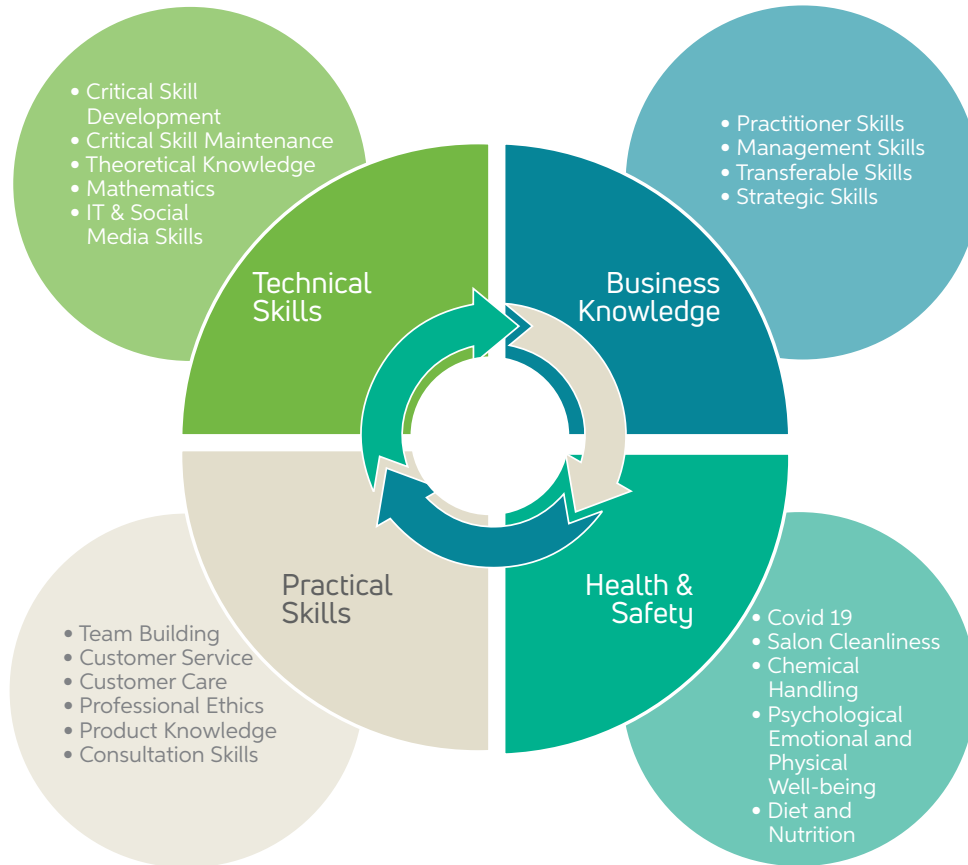 • Critical Skill
Development
• Critical Skill Maintenance
• Theoretical Knowledge
• Mathematics
• IT & Social
Media Skills
• Practitioner Skills
• Management Skills
• Transferable Skills
• Strategic Skills
Technical
Skills
Business
Knowledge
Practical
Skills
Health &
Safety
• Team Building
• Customer Service
• Customer Care
• Professional Ethics
• Product Knowledge
• Consultation Skills
• Covid 19
• Salon Cleanliness
• Chemical
Handling
• Psychological
Emotional and
Physical
Well-being
• Diet and
Nutrition